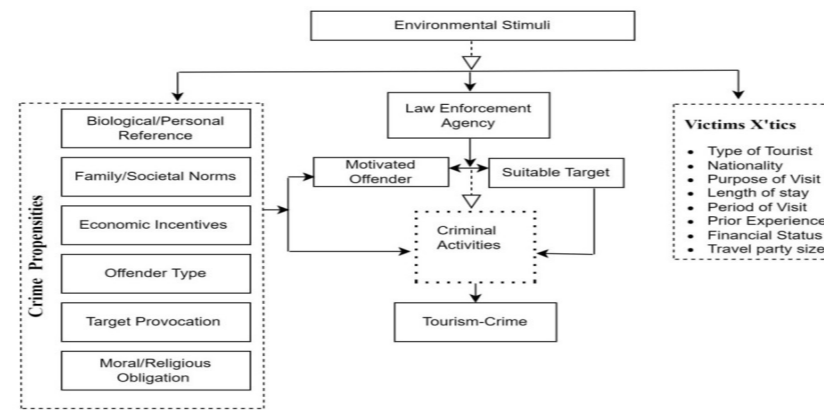 Environmental Stimuli
Crime Propensities
Biological/Personal
Reference
Family/Societal Norms
Economic Incentives
Offender Type
Target Provocation
Moral/Religious
Obligation
Law Enforcement
Agency
Motivated
Offender
Suitable Target
Criminal
Activities
Tourism-Crime
Victims X'tics
• Type of Tourist
• Nationality
• Purpose of Visit
• Length of stay
• Period of Visit
• Prior Experience
• Financial Status
• Travel party size